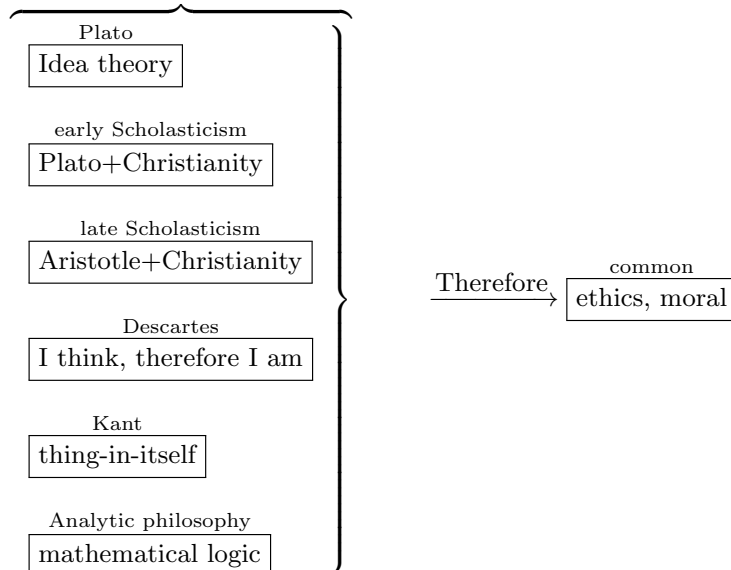 Plato
Idea theory
early Scholasticism
Plato+Christianity
late Scholasticism
Aristotle+Christianity
Therefore
common
ethics, moral
Descartes
I think, therefore I am
Kant
thing-in-itself
Analytic philosophy
mathematical logic